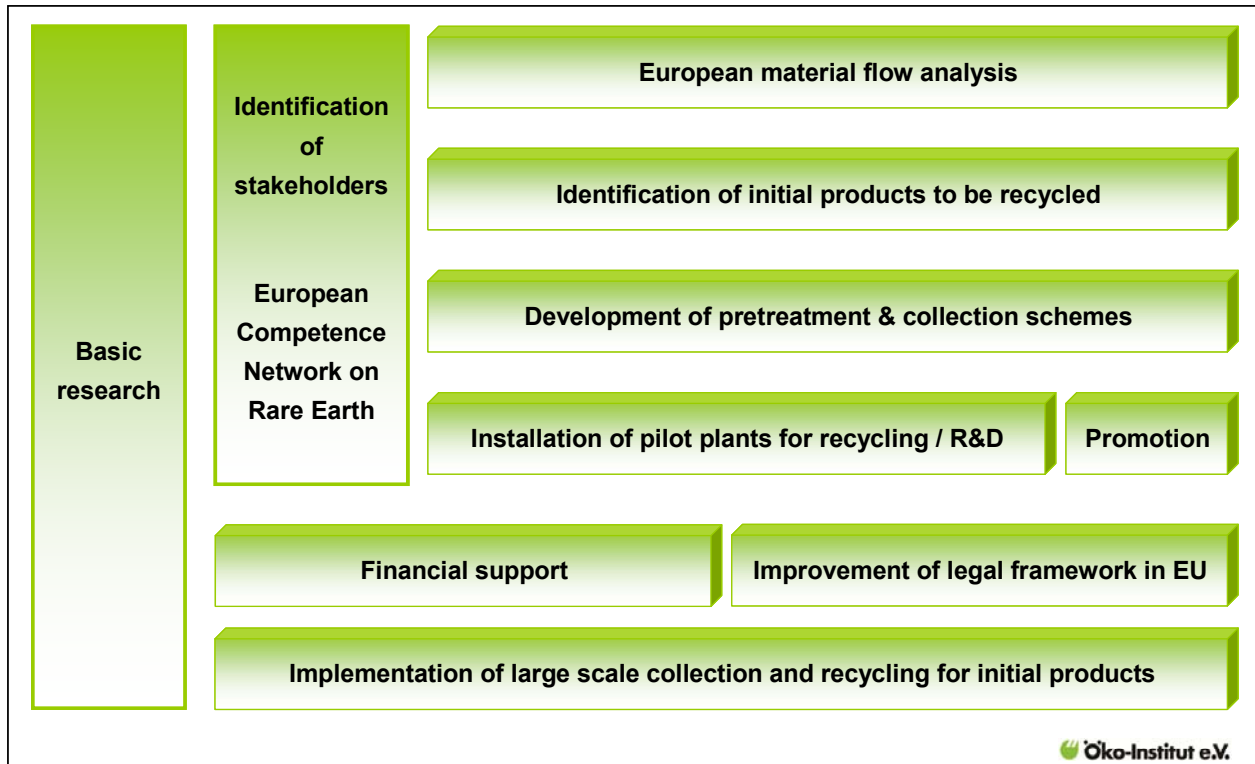 Basic
research
Identification
of
stakeholders
European
Competence
Network on
Rare Earth
European material flow analysis
Identification of initial products to be recycled
Development of pretreatment & collection schemes
Installation of pilot plants for recycling / R&D
Promotion
Financial support
Improvement of legal framework in EU
Implementation of large scale collection and recycling for initial products
Öko-Institut e.V.